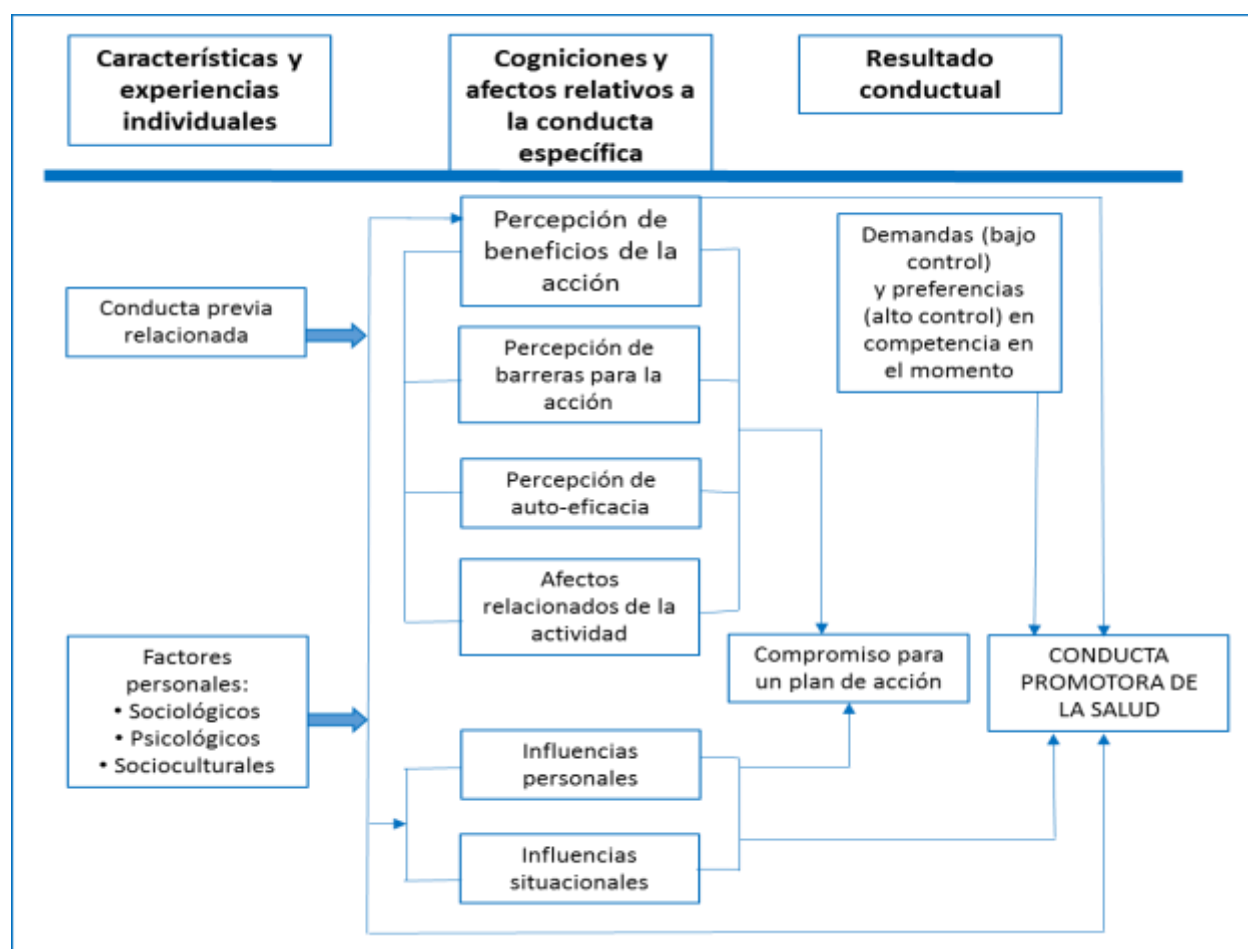 Características y
experiencias
individuales
Cogniciones y
afectos relativos a
la conducta
específica
Resultado
conductual
Conducta previa
relacionada
Factores
personales:
• Sociológicos
• Psicológicos
• Socioculturales
Percepción de
beneficios de la
acción
Percepción de
barreras para la
acción
Percepción de
auto-eficacia
Afectos
relacionados de la
actividad
Influencias
personales
Influencias
situacionales
Compromiso para
un plan de acción
Demandas (bajo
control)
y preferencias
(alto control) en
competencia en
el momento
CONDUCTA
PROMOTORA DE
LA SALUD